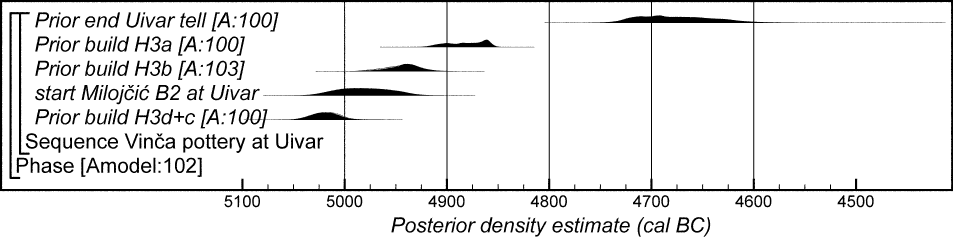 Prior end Uivar tell [A:100]
Prior build H3a [A:100]
Prior build H3b [A:103]
start Milojčić B2 at Uivar
Prior build H3d+c [A:100]
Sequence Vinča pottery at Uivar
Phase [Amodel:102]
5100 5000 4900 4800 4700 4600 4500
Posterior density estimate (cal BC)